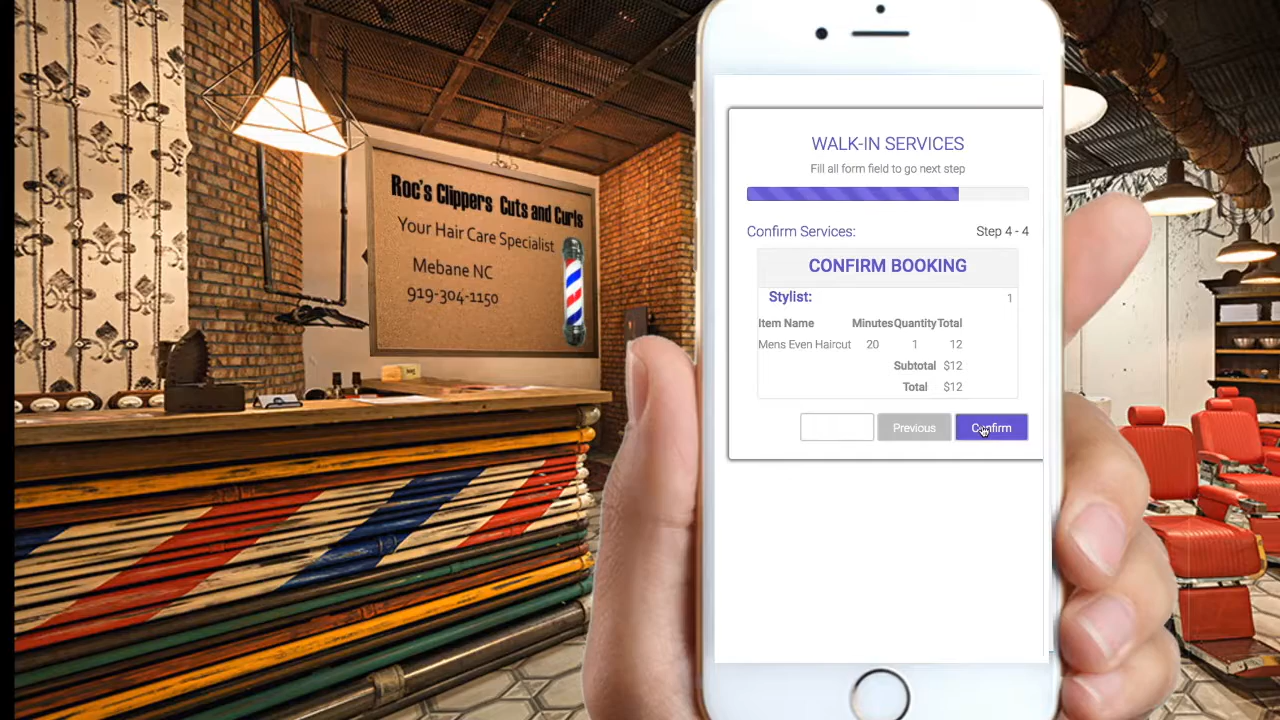 Roc's Clippers Cuts and Curls
Your Hair Care Specialist
Mebane NC
919-304-1150
WALK-IN SERVICES
Fill all form field to go next step
Confirm Services: Step 4 - 4
CONFIRM BOOKING
Stylist: 1
Item Name Minutes Quantity Total
Mens Even Haircut 20 1 12
Subtotal $12
Total $12
Previous Confirm